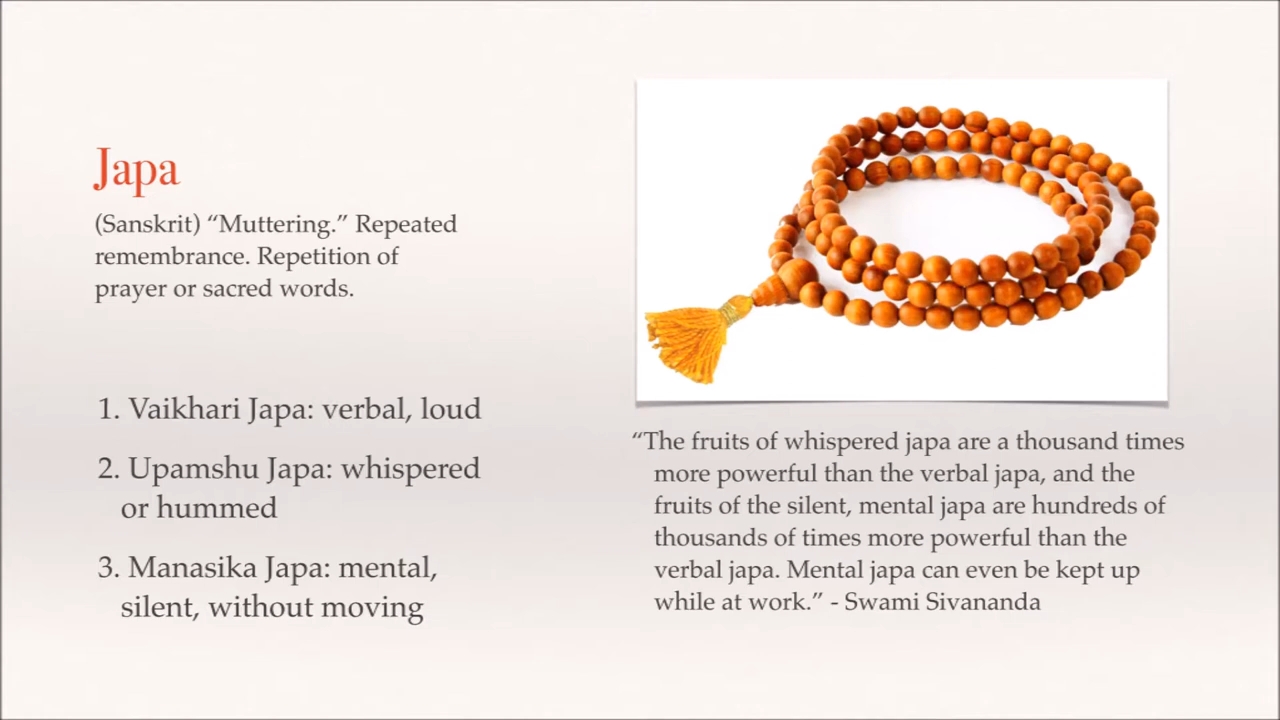 Japa
(Sanskrit) “Muttering.” Repeated
remembrance. Repetition of
prayer or sacred words.
1. Vaikhari Japa: verbal, loud
2. Upamshu Japa: whispered
or hummed
3. Manasika Japa: mental,
silent, without moving
“The fruits of whispered japa are a thousand times
more powerful than the verbal japa, and the
fruits of the silent, mental japa are hundreds of
thousands of times more powerful than the
verbal japa. Mental japa can even be kept up
while at work.” - Swami Sivananda